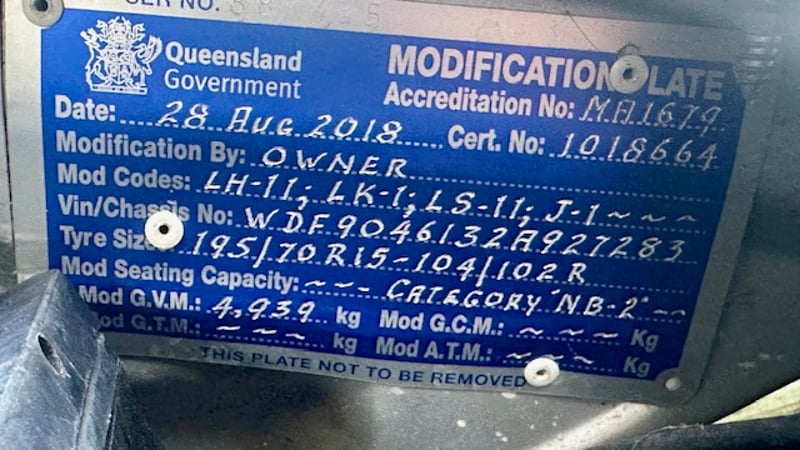 SER NO.
Queensland
Government
MODIFICATION PLATE
Accreditation No: MA1679
Date: 28 AUG 2018 Cert. No: 1018664
Modification By: OWNER
Mod Codes: LH-11; LK-1; LS-11; J-1 ~ ~ ~
Vin/Chassis No: WDF9046132A927283
Tyre Size: 195/70R15-104/102R
Mod Seating Capacity: ~ ~ - CATEGORY "NB-2" ~ ~
Mod G.V.M.: 4,939 kg Mod G.C.M.: ~ ~ ~ Kg
Mod G.T.M.: ~ ~ ~ kg Mod A.T.M.: ~ ~ ~ Kg
THIS PLATE NOT TO BE REMOVED